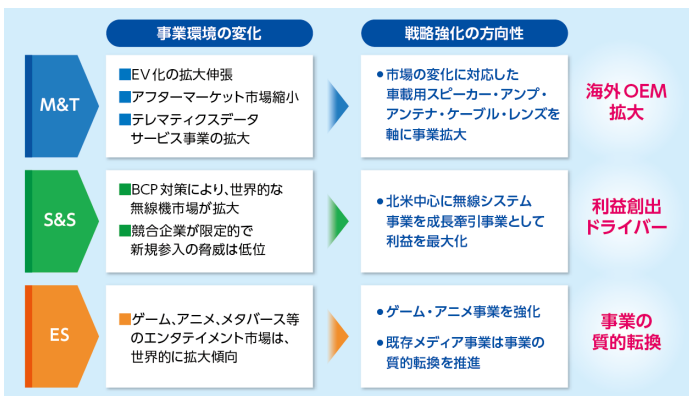 事業環境の変化
戦略強化の方向性
M&T
■EV化の拡大伸張
■アフターマーケット市場縮小
■テレマティクスデータ
サービス事業の拡大
●市場の変化に対応した
車載用スピーカー・アンプ・
アンテナ・ケーブル・レンズを
軸に事業拡大
海外OEM
拡大
S&S
■BCP対策により、世界的な
無線機市場が拡大
■競合企業が限定的で
新規参入の脅威は低位
●北米中心に無線システム
事業を成長牽引事業として
利益を最大化
利益創出
ドライバー
ES
■ゲーム、アニメ、メタバース等
のエンタテイメント市場は、
世界的に拡大傾向
●ゲーム・アニメ事業を強化
●既存メディア事業は事業の
質的転換を推進
事業の
質的転換